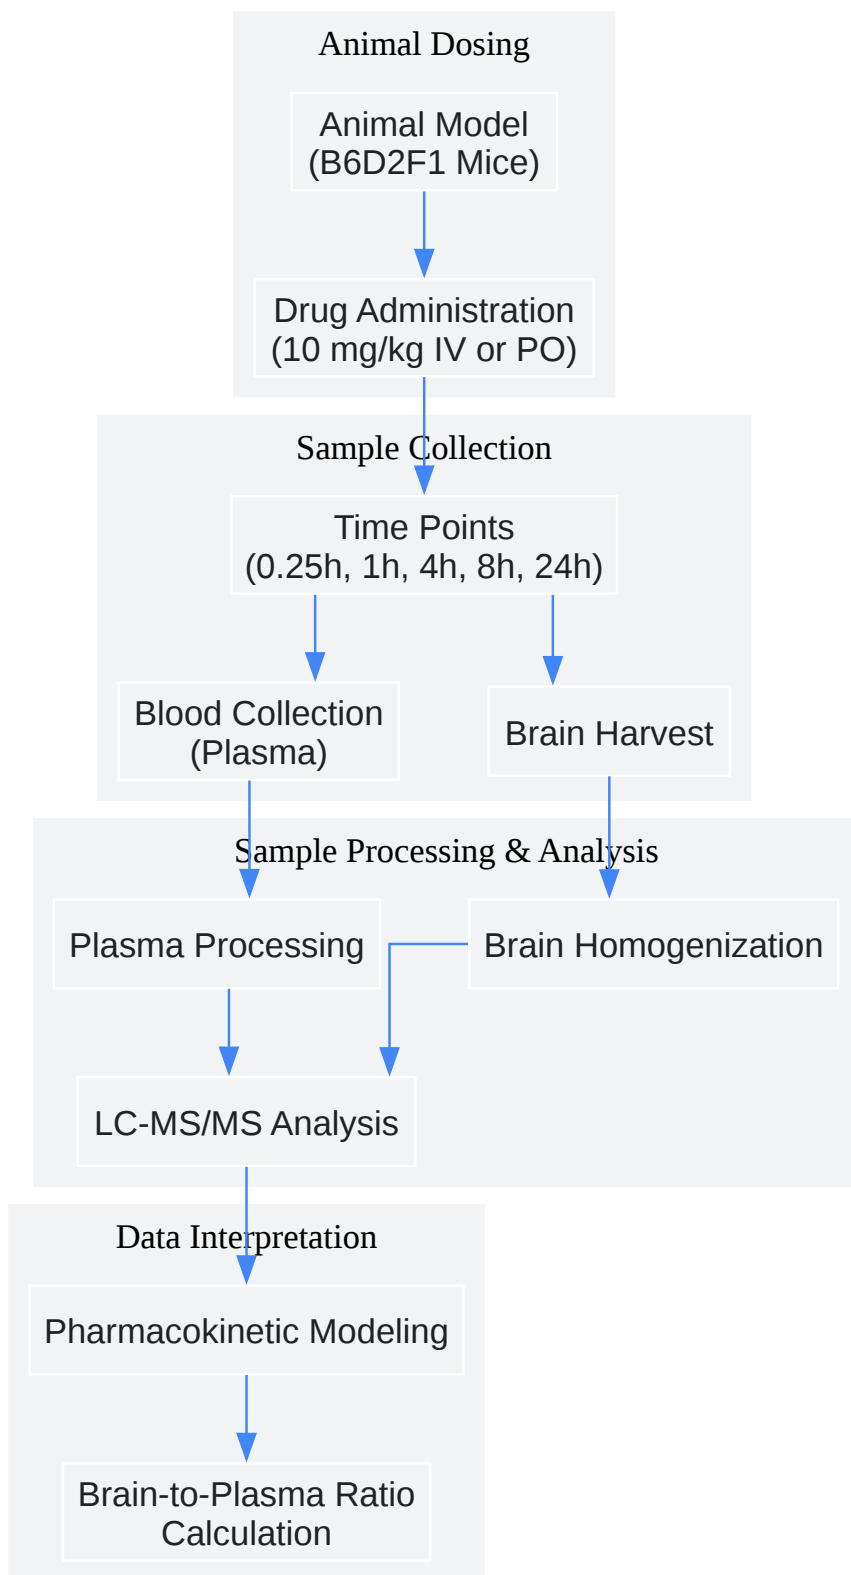 Animal Dosing
Animal Model
(B6D2F1 Mice)
Drug Administration
(10 mg/kg IV or PO)
Sample Collection
Time Points
(0.25h, 1h, 4h, 8h, 24h)
Blood Collection
(Plasma)
Brain Harvest
Sample Processing & Analysis
Plasma Processing
Brain Homogenization
LC-MS/MS Analysis
Data Interpretation
Pharmacokinetic Modeling
Brain-to-Plasma Ratio
Calculation